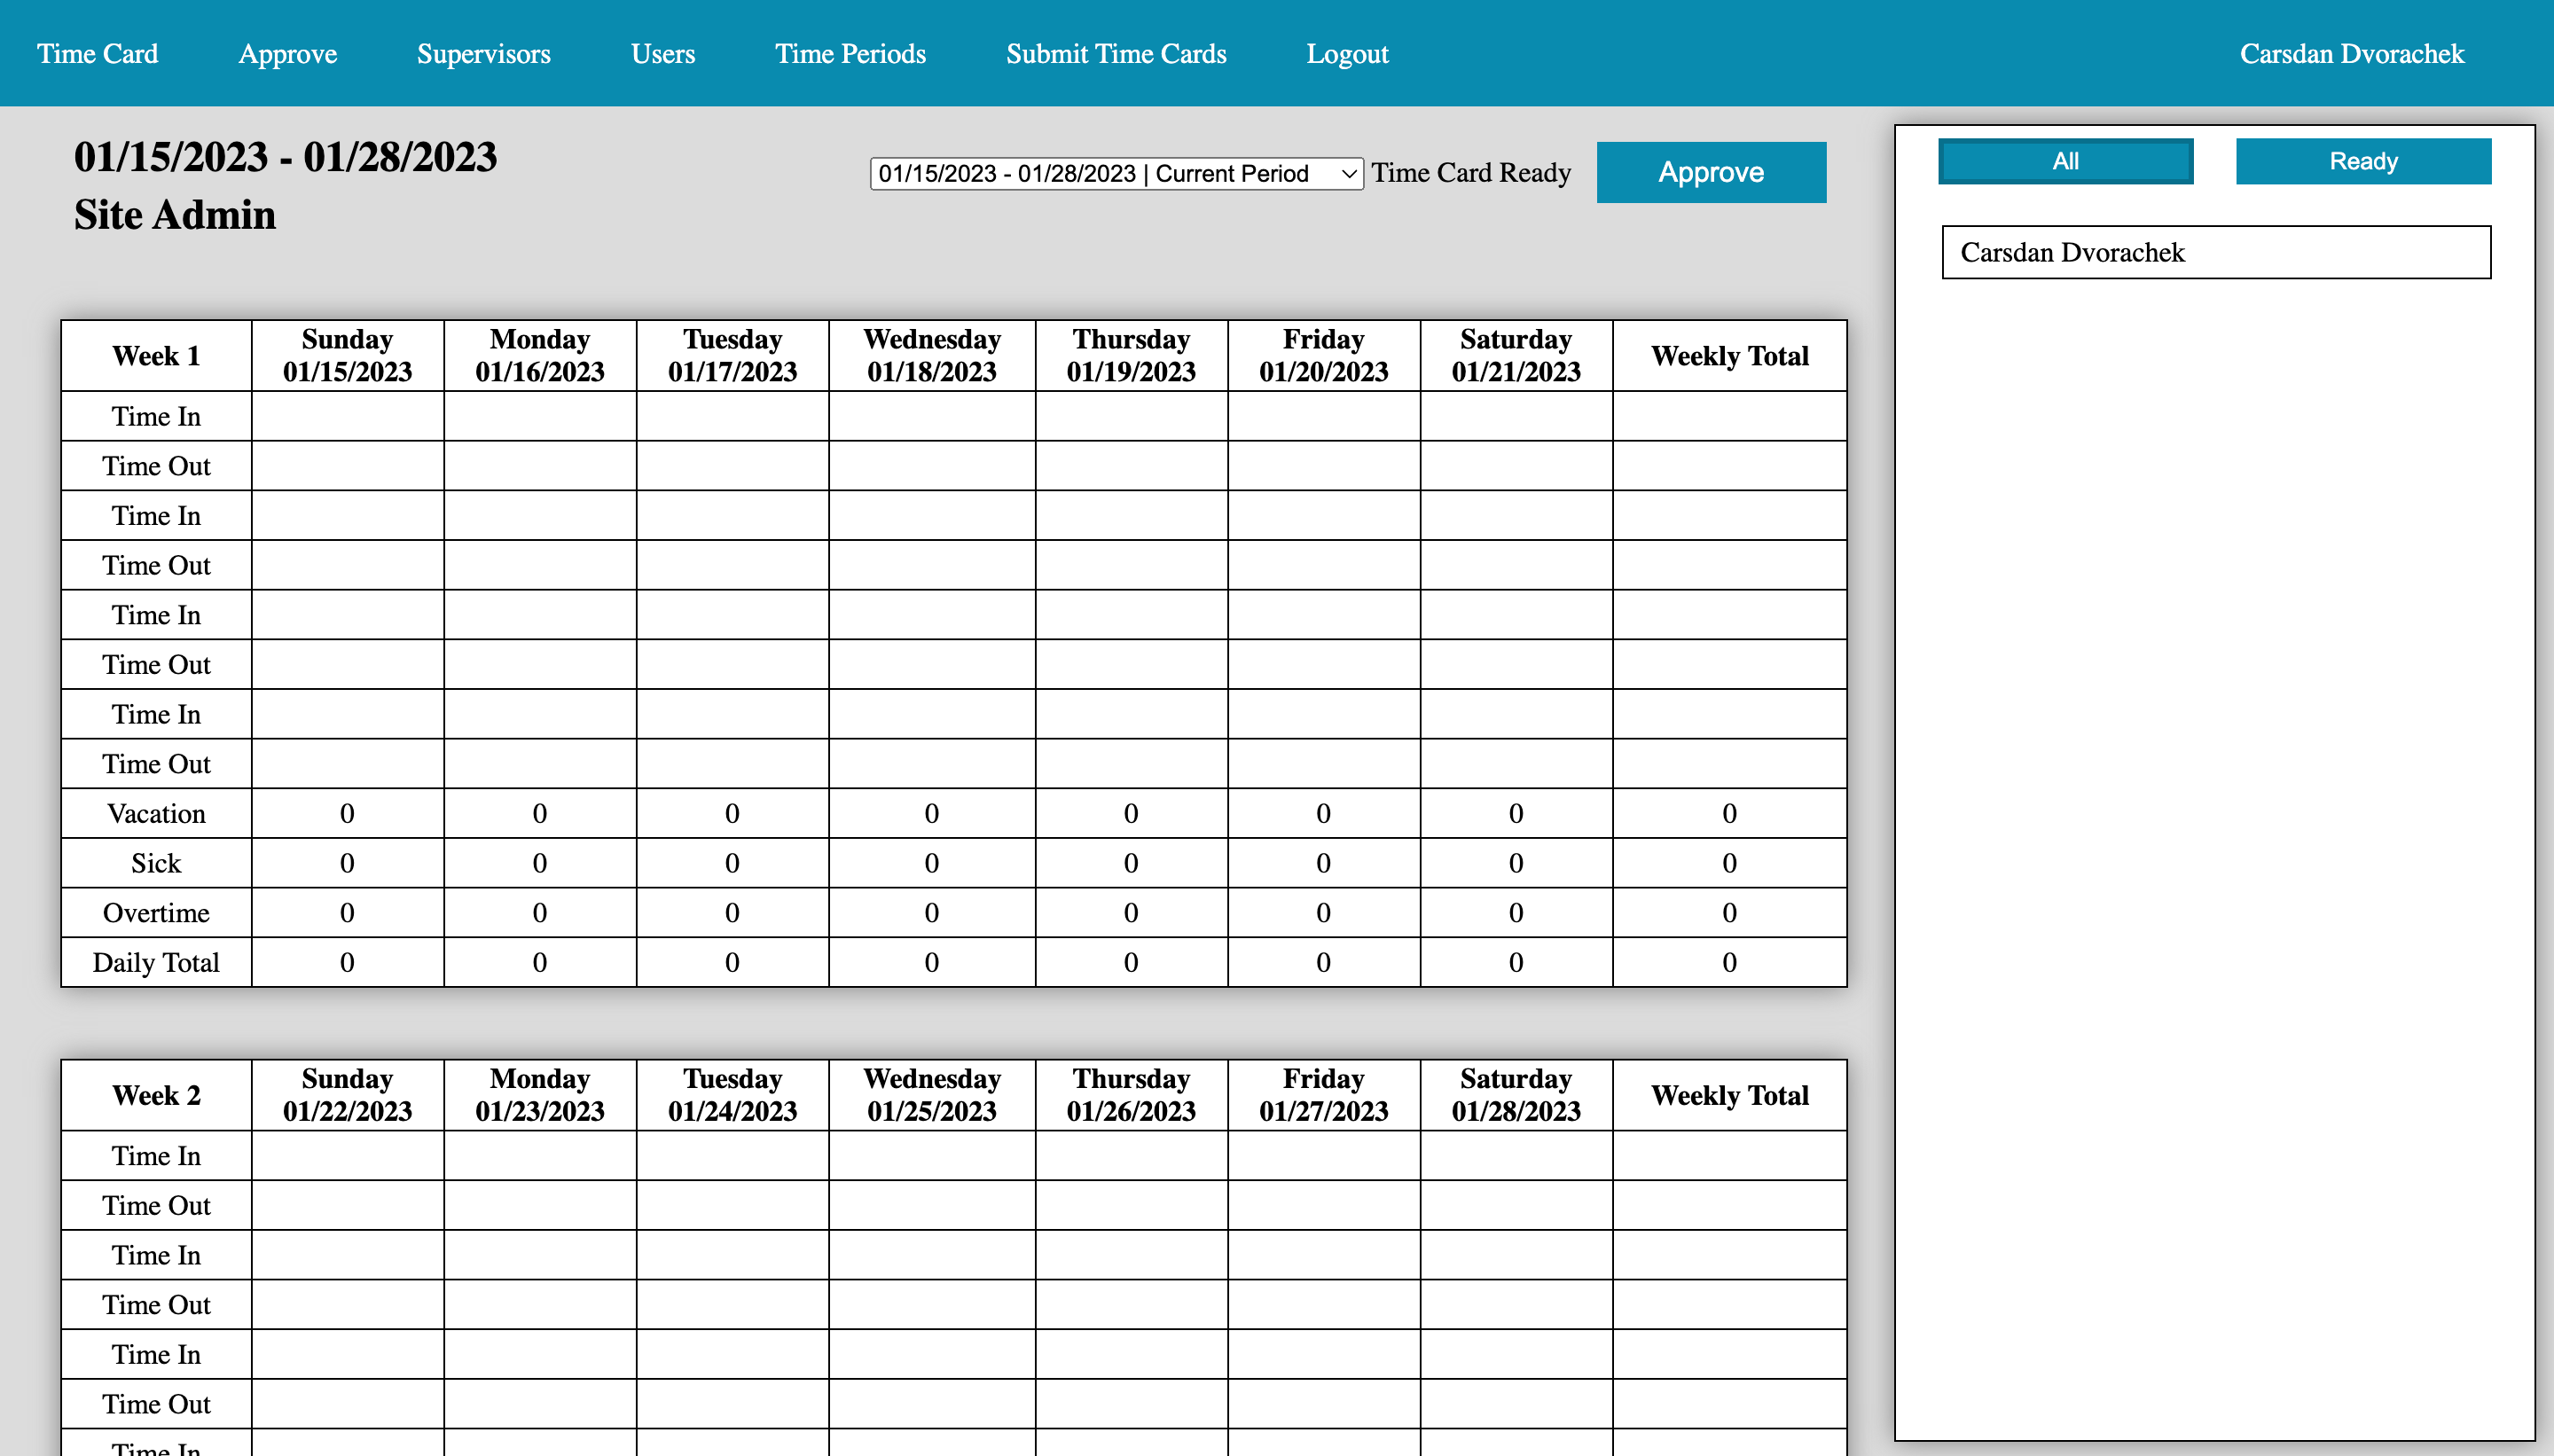 Time Card Approve Supervisors Users Time Periods Submit Time Cards Logout Carsdan Dvorachek
01/15/2023 - 01/28/2023
Site Admin
01/15/2023 - 01/28/2023 | Current Period Time Card Ready Approve
All Ready
Carsdan Dvorachek
Week 1 Sunday 01/15/2023 Monday 01/16/2023 Tuesday 01/17/2023 Wednesday 01/18/2023 Thursday 01/19/2023 Friday 01/20/2023 Saturday 01/21/2023 Weekly Total
Time In
Time Out
Time In
Time Out
Time In
Time Out
Time In
Time Out
Vacation 0 0 0 0 0 0 0 0
Sick 0 0 0 0 0 0 0 0
Overtime 0 0 0 0 0 0 0 0
Daily Total 0 0 0 0 0 0 0 0
Week 2 Sunday 01/22/2023 Monday 01/23/2023 Tuesday 01/24/2023 Wednesday 01/25/2023 Thursday 01/26/2023 Friday 01/27/2023 Saturday 01/28/2023 Weekly Total
Time In
Time Out
Time In
Time Out
Time In
Time Out
Time In